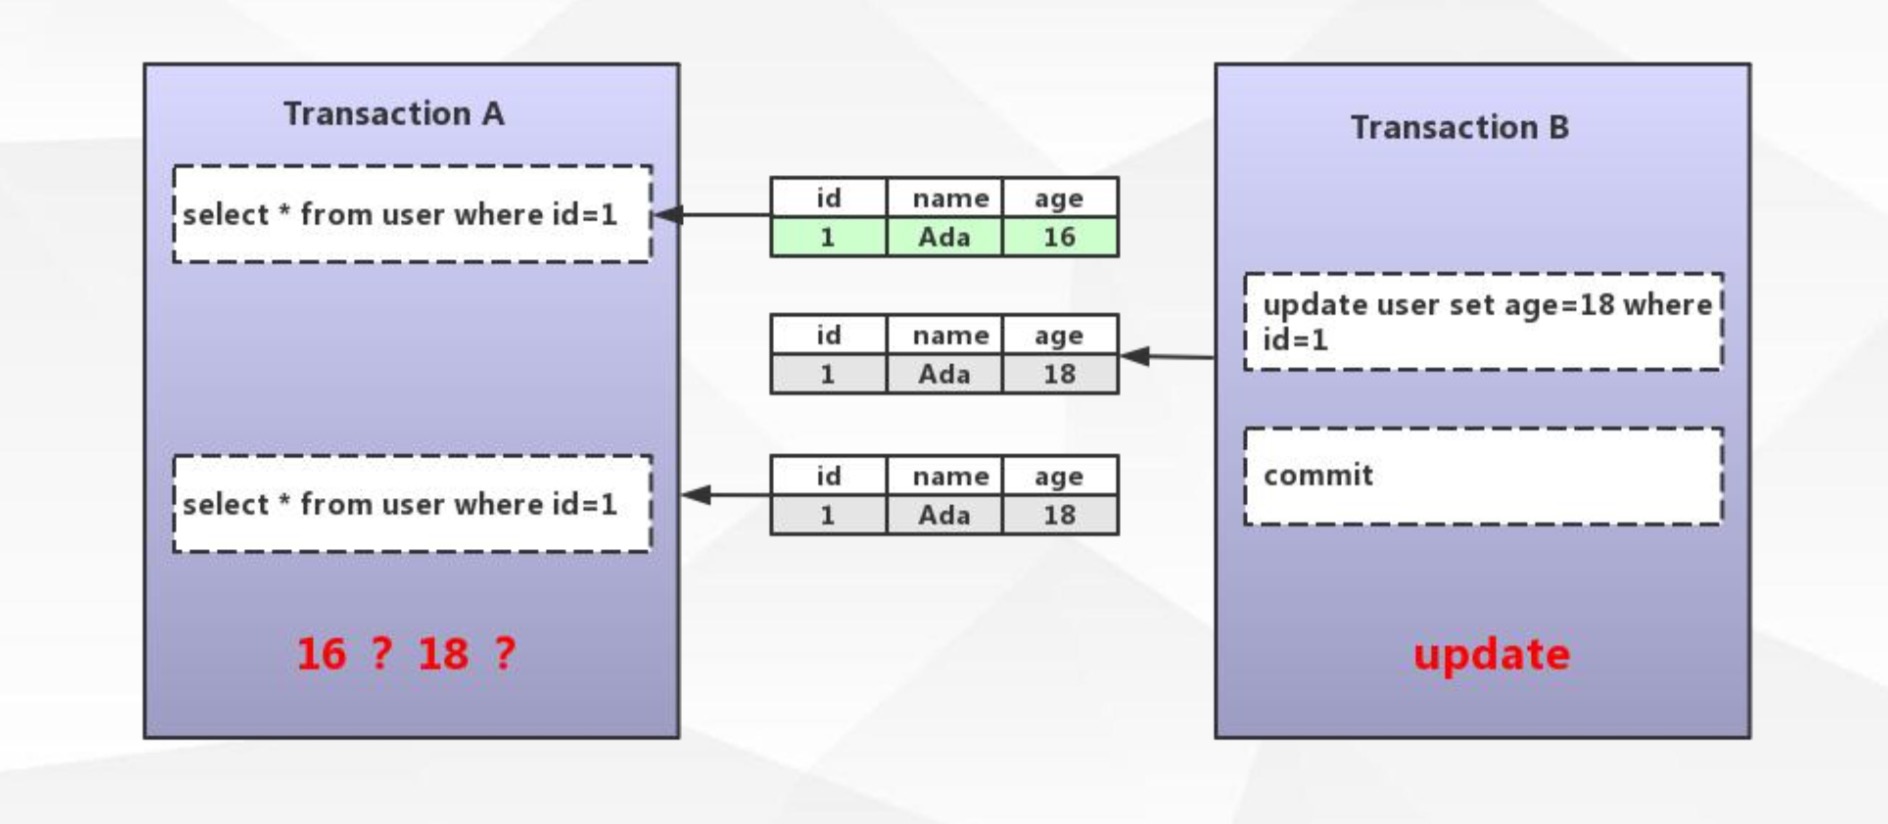 Transaction A
select * from user where id=1
select * from user where id=1
16 ? 18 ?
id name age
1 Ada 16
id name age
1 Ada 18
id name age
1 Ada 18
Transaction B
update user set age=18 where
id=1
commit
update